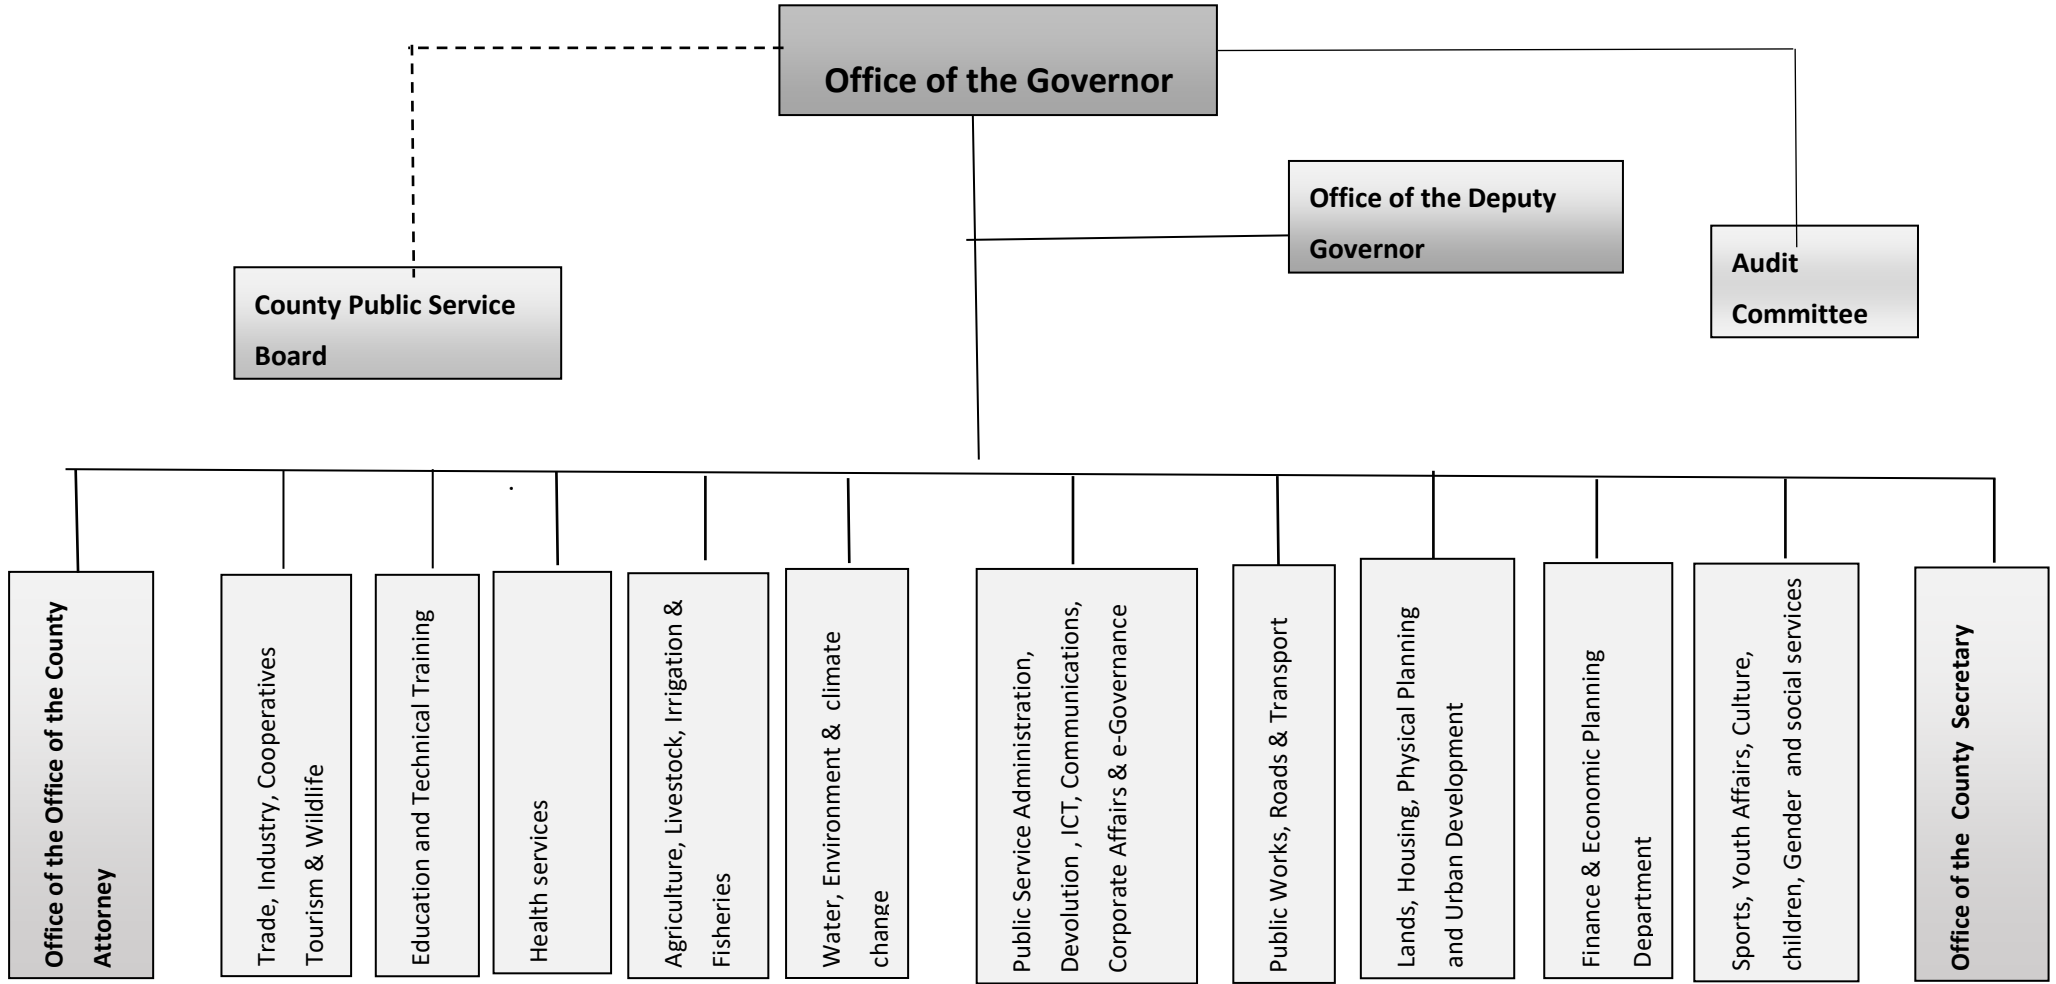 Office of the Governor
Office of the Deputy
Governor
Audit
Committee
County Public Service
Board
Office of the Office of the County
Attorney
Trade, Industry, Cooperatives
Tourism & Wildlife
Education and Technical Training
Health services
Agriculture, Livestock, Irrigation &
Fisheries
Water, Environment & climate
change
Public Service Administration,
Devolution , ICT, Communications,
Corporate Affairs & e-Governance
Public Works, Roads & Transport
Lands, Housing, Physical Planning
and Urban Development
Finance & Economic Planning
Department
Sports, Youth Affairs, Culture,
children, Gender and social services
Office of the County Secretary